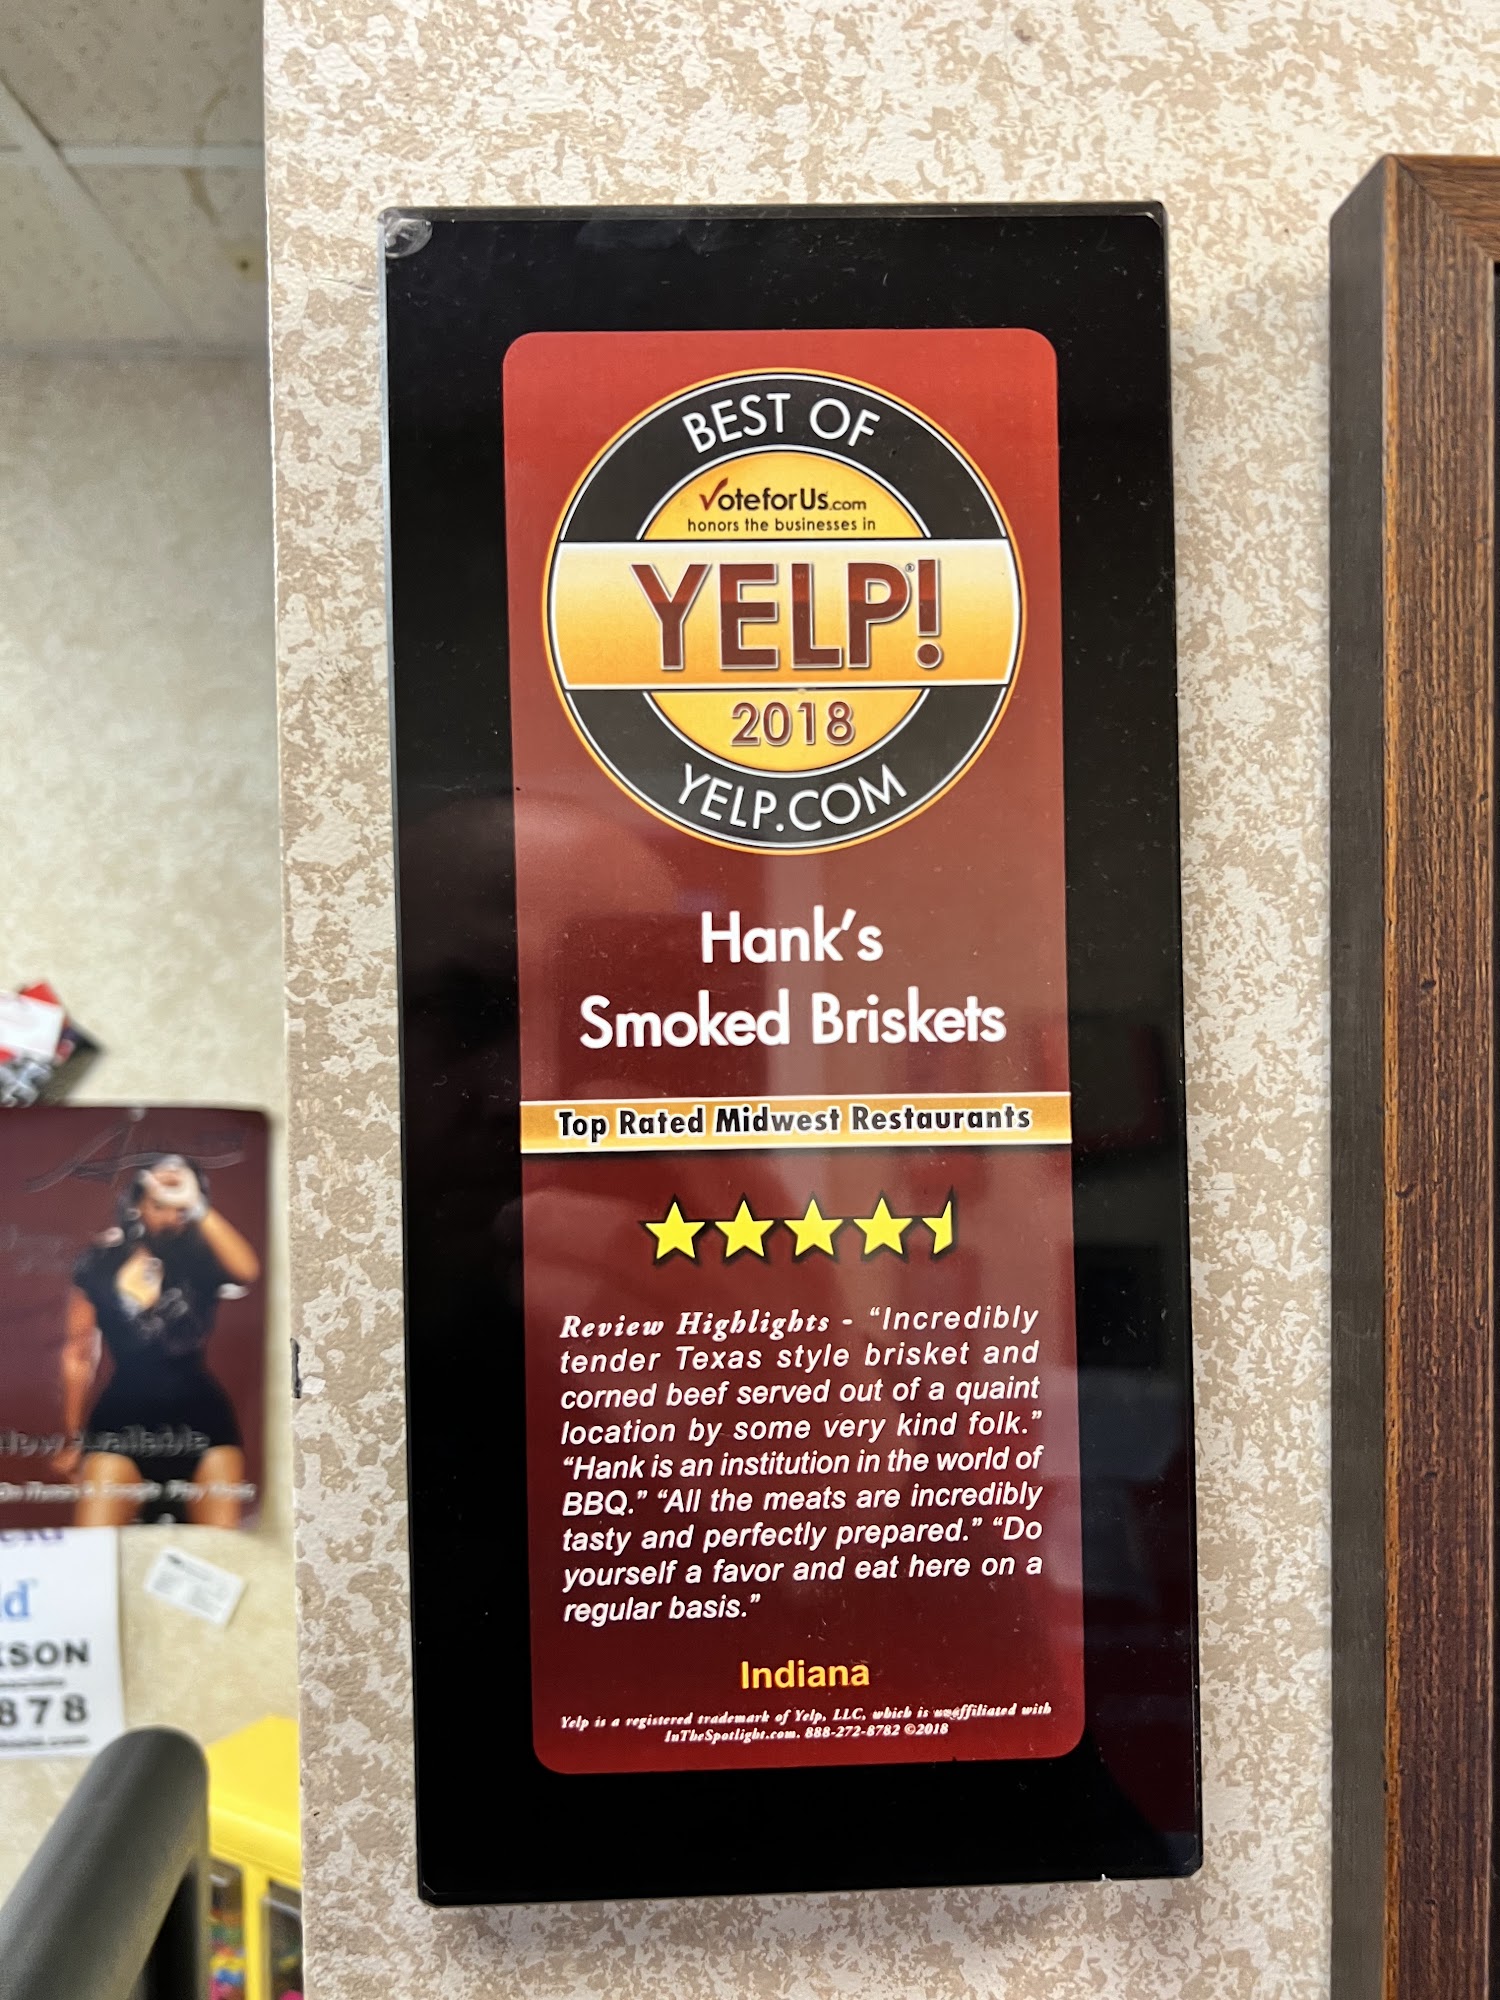 BEST OF
VoteforUs.com
honors the businesses in
YELP!®
2018
YELP.COM
Hank's
Smoked Briskets
Top Rated Midwest Restaurants
Review Highlights - “Incredibly
tender Texas style brisket and
corned beef served out of a quaint
location by some very kind folk.”
“Hank is an institution in the world of
BBQ.” “All the meats are incredibly
tasty and perfectly prepared.” “Do
yourself a favor and eat here on a
regular basis.”
Indiana
Yelp is a registered trademark of Yelp, LLC, which is unaffiliated with
InTheSpotlight.com. 888-272-8782 ©2018
Now Available
KSON
878